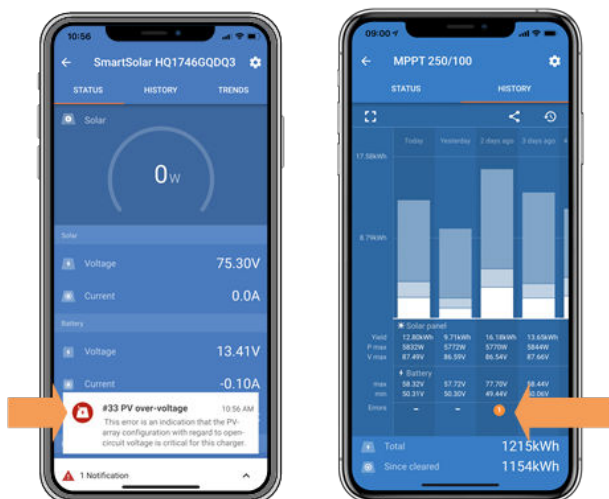 10:56
SmartSolar HQ1746GQDQ3
STATUS HISTORY TRENDS
Solar
0w
Solar
Voltage 75.30V
Current 0.0A
Battery
Voltage 13.41V
Current -0.10A
#33 PV over-voltage 10:56 AM
This error is an indication that the PV-
array configuration with regard to open-
circuit voltage is critical for this charger.
1 Notification
09:00
MPPT 250/100
STATUS HISTORY
Today Yesterday 2 days ago 3 days ago 4
17.58kWh
8.79kWh
Solar panel
Yield 12.80kWh 9.71kWh 16.18kWh 13.65kWh
P max 5832W 5772W 5770W 5844W
V max 87.49V 86.59V 86.54V 87.66V
Battery
max 58.32V 57.72V 77.70V 58.44V
min 50.31V 50.30V 49.44V
Errors – – 1
Total 1215kWh
Since cleared 1154kWh